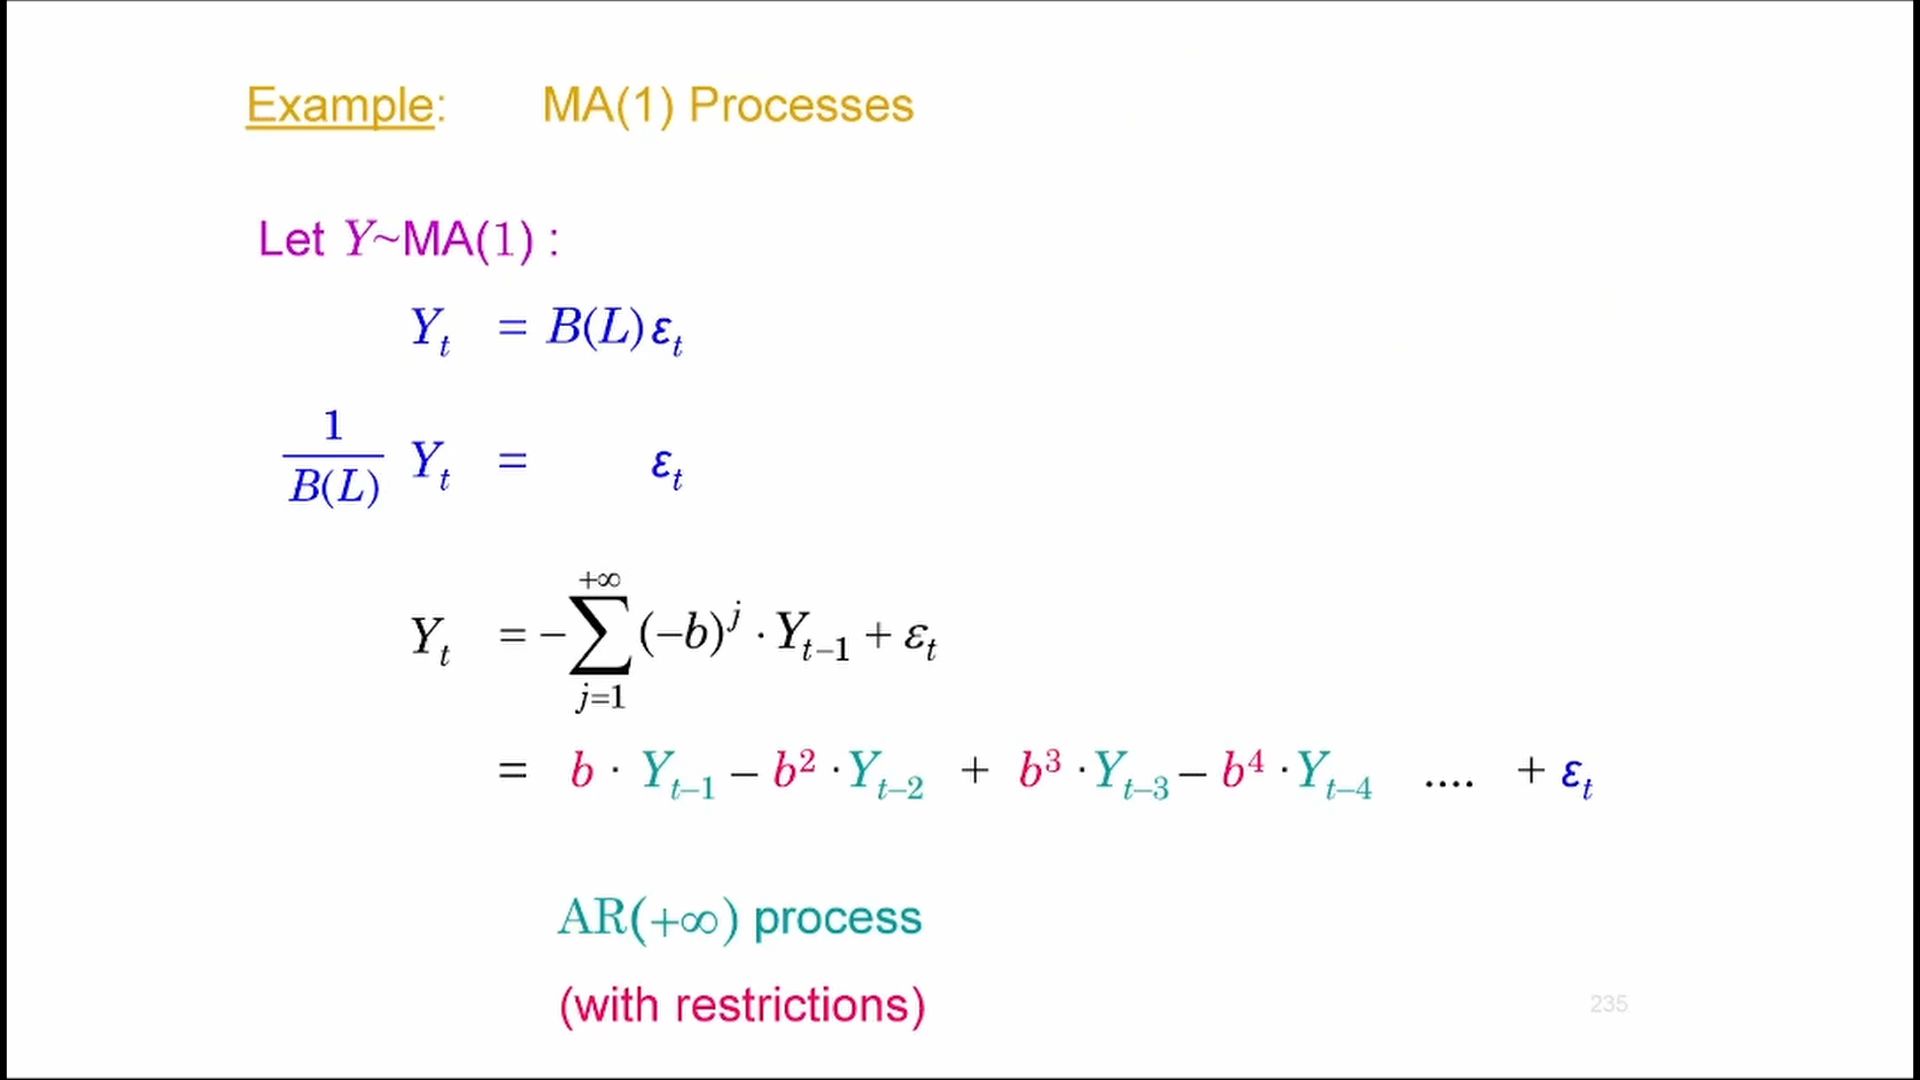 Example: MA(1) Processes
Let Y~MA(1) :
Y_t = B(L) ε_t
1/B(L) Y_t = ε_t
Y_t = −∑_{j=1}^{+∞} (−b)^j · Y_{t−1} + ε_t
= b · Y_{t−1} − b² · Y_{t−2} + b³ · Y_{t−3} − b⁴ · Y_{t−4} .... + ε_t
AR(+∞) process
(with restrictions)
235